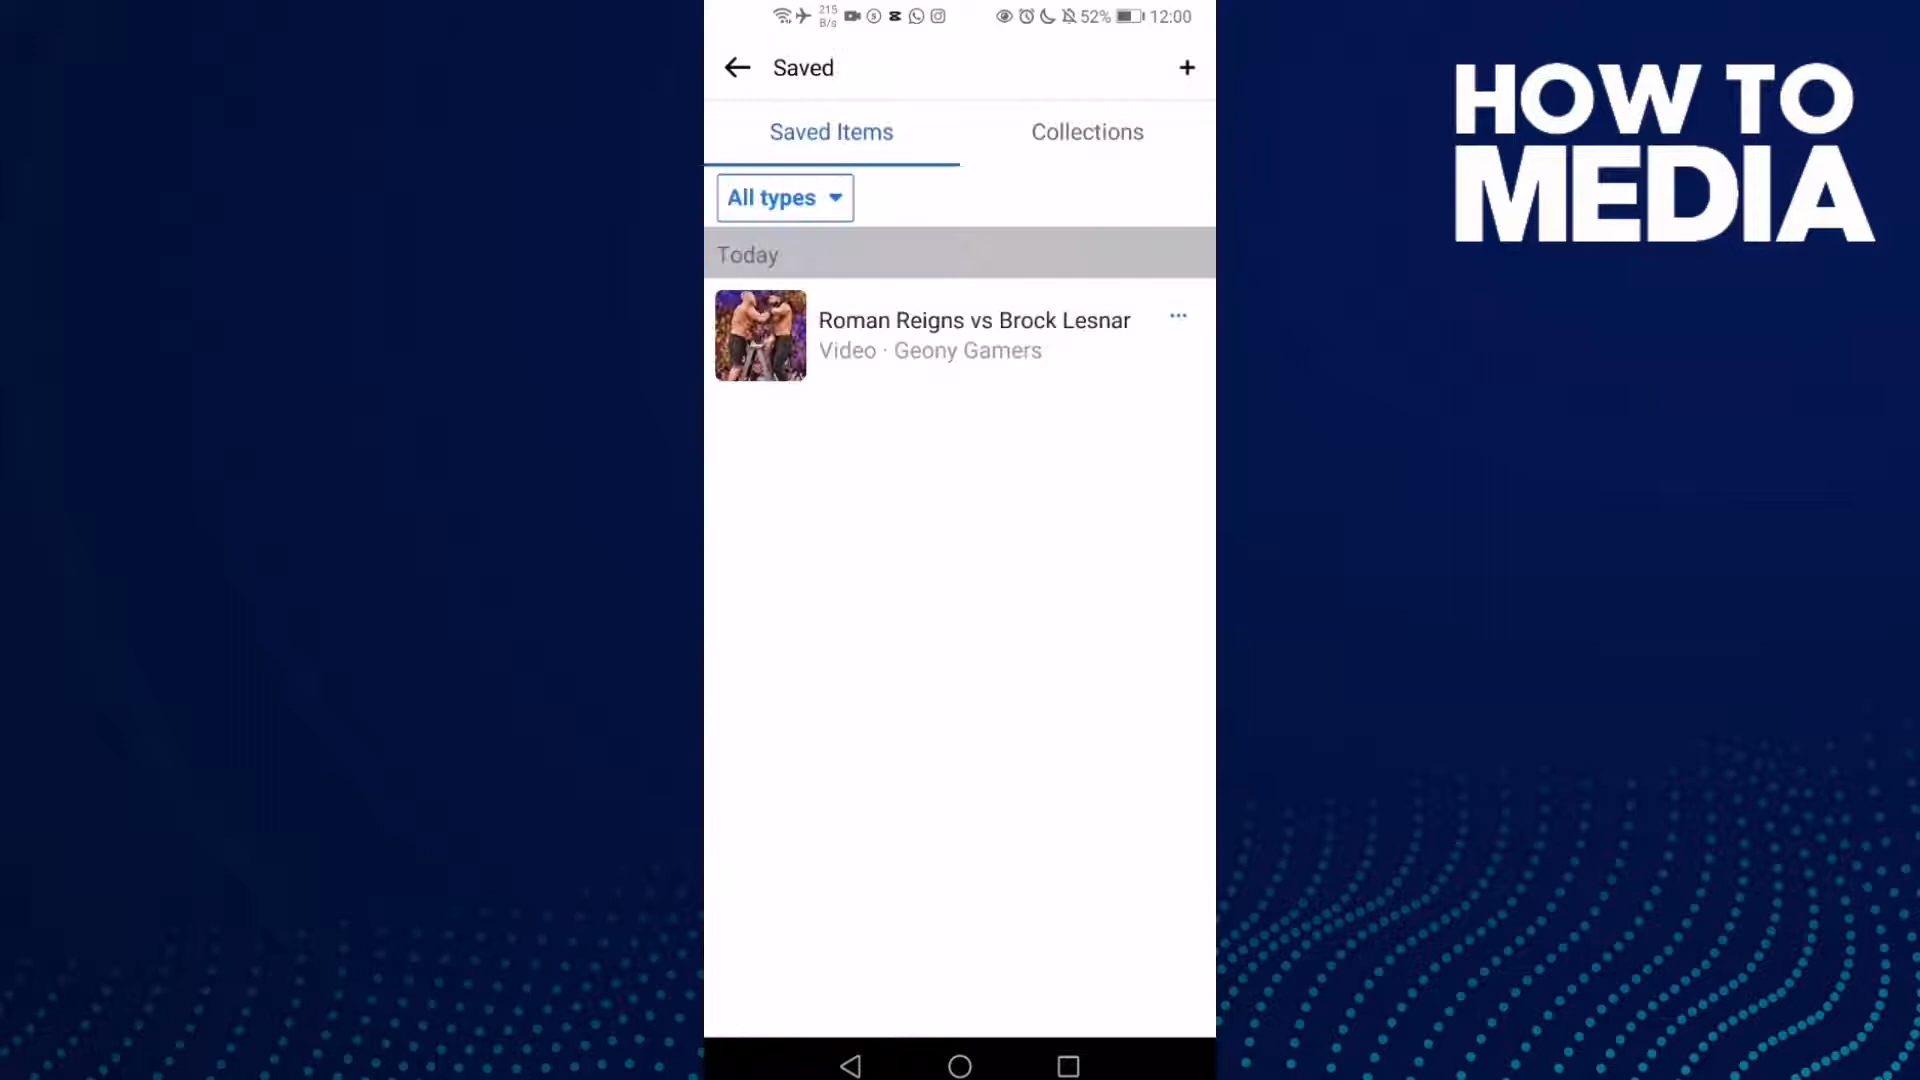 215
B/s
52%
12:00
Saved
Saved Items
Collections
All types
Today
Roman Reigns vs Brock Lesnar
Video · Geony Gamers
HOW TO
MEDIA